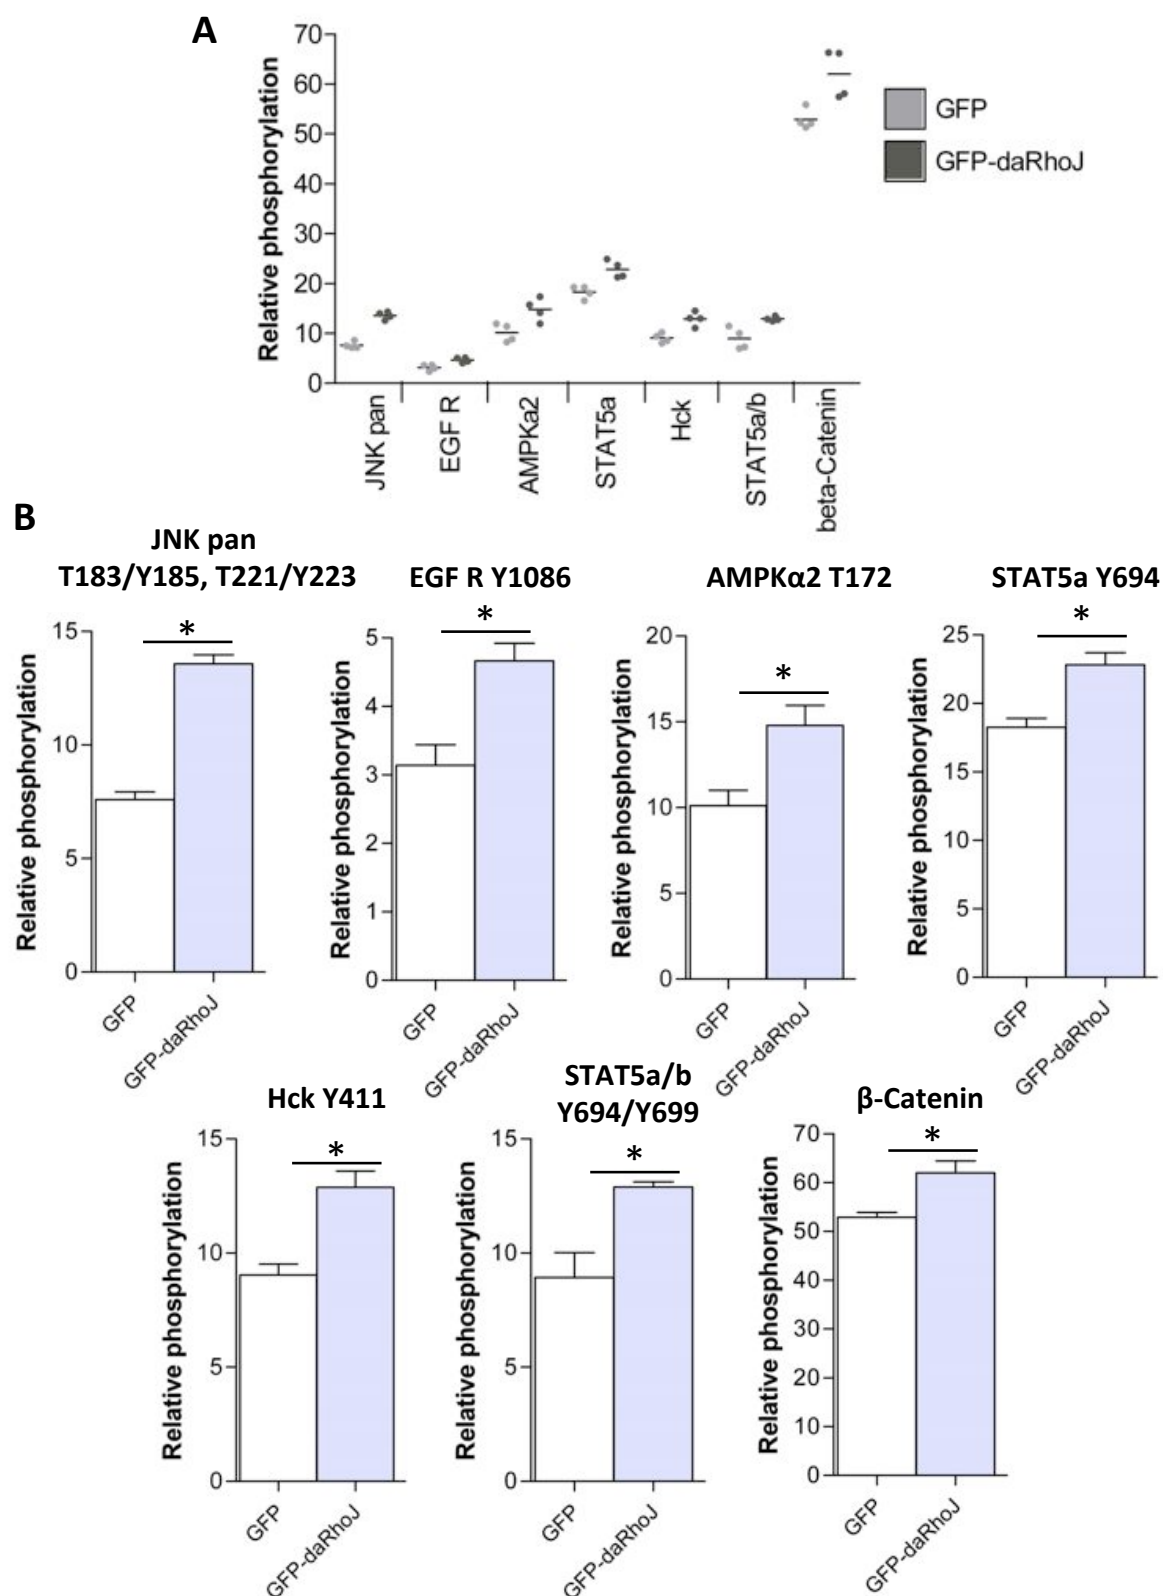 A
Relative phosphorylation
70
60
50
40
30
20
10
0
JNK pan
EGF R
AMPKa2
STAT5a
Hck
STAT5a/b
beta-Catenin
GFP
GFP-daRhoJ
B
JNK pan
T183/Y185, T221/Y223
Relative phosphorylation
15
10
5
0
*
GFP
GFP-daRhoJ
EGF R Y1086
Relative phosphorylation
5
4
3
2
1
0
*
GFP
GFP-daRhoJ
AMPKα2 T172
Relative phosphorylation
20
15
10
5
0
*
GFP
GFP-daRhoJ
STAT5a Y694
Relative phosphorylation
25
20
15
10
5
0
*
GFP
GFP-daRhoJ
Hck Y411
Relative phosphorylation
15
10
5
0
*
GFP
GFP-daRhoJ
STAT5a/b
Y694/Y699
Relative phosphorylation
15
10
5
0
*
GFP
GFP-daRhoJ
β-Catenin
Relative phosphorylation
70
60
50
40
30
20
10
0
*
GFP
GFP-daRhoJ